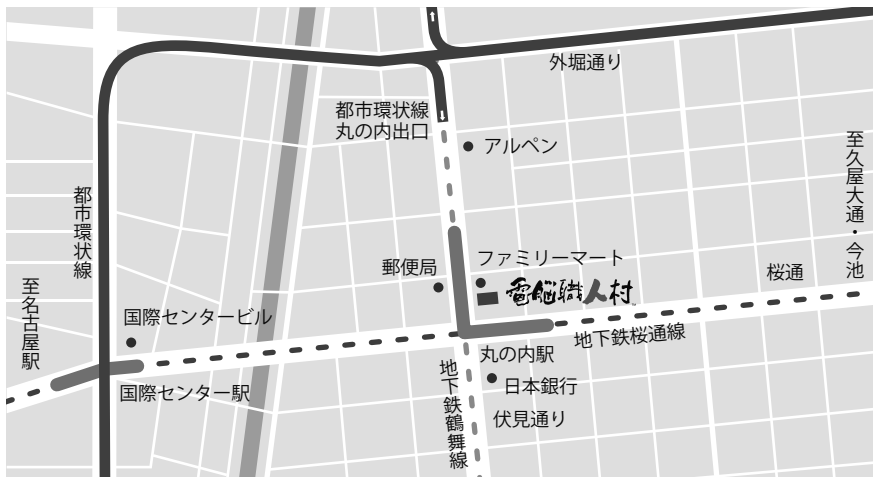 外堀通り
都市環状線
丸の内出口
アルペン
至久屋大通・今池
都市環状線
ファミリーマート
郵便局
電脳職人村
桜通
至名古屋駅
国際センタービル
地下鉄桜通線
丸の内駅
地下鉄鶴舞線
日本銀行
国際センター駅
伏見通り